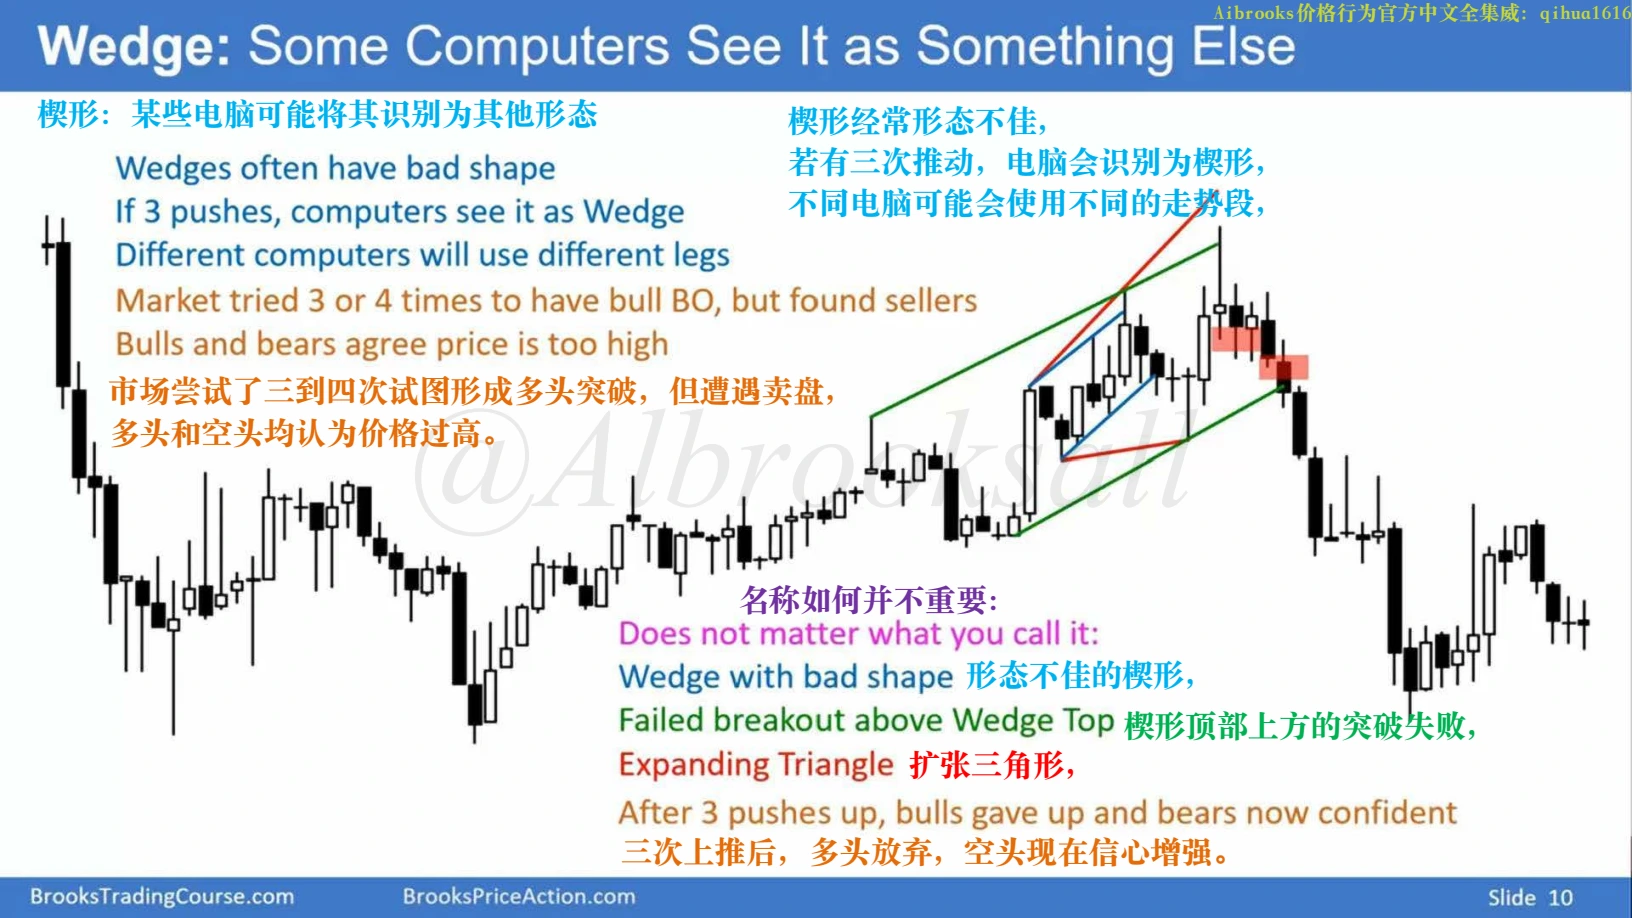 Aibrooks价格行为官方中文全集威: qihua1616
Wedge: Some Computers See It as Something Else
楔形：某些电脑可能将其识别为其他形态
楔形经常形态不佳，
若有三次推动，电脑会识别为楔形，
不同电脑可能会使用不同的走势段，
Wedges often have bad shape
If 3 pushes, computers see it as Wedge
Different computers will use different legs
Market tried 3 or 4 times to have bull BO, but found sellers
Bulls and bears agree price is too high
市场尝试了三到四次试图形成多头突破，但遭遇卖盘，
多头和空头均认为价格过高。
@Albrooksall
名称如何并不重要：
Does not matter what you call it:
Wedge with bad shape 形态不佳的楔形，
Failed breakout above Wedge Top 楔形顶部上方的突破失败，
Expanding Triangle 扩张三角形，
After 3 pushes up, bulls gave up and bears now confident
三次上推后，多头放弃，空头现在信心增强。
BrooksTradingCourse.com
BrooksPriceAction.com
Slide 10